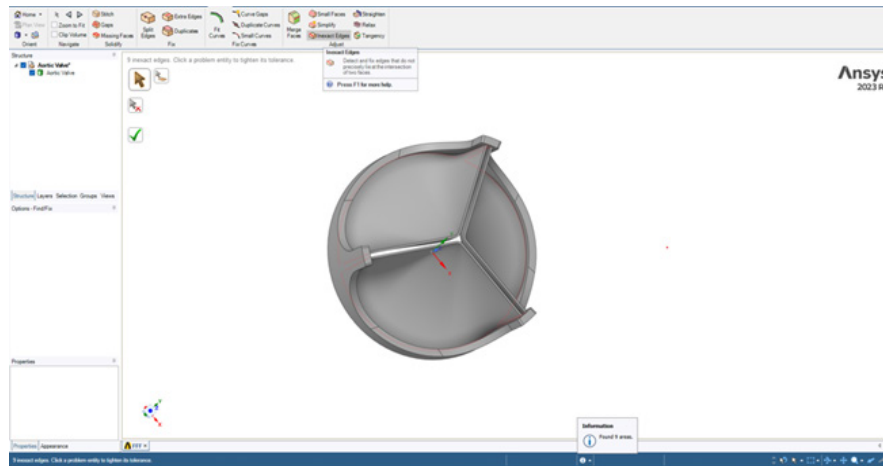 Home
Plan View
Zoom to Fit
Clip Volume
Orient
Navigate
Stitch
Gaps
Missing Faces
Solidify
Split Edges
Extra Edges
Duplicates
Fix
Fit Curves
Curve Gaps
Duplicate Curves
Small Curves
Fix Curves
Merge Faces
Small Faces
Simplify
Inexact Edges
Straighten
Relax
Tangency
Adjust
Structure
Aortic Valve*
Aortic Valve
9 inexact edges. Click a problem entity to tighten its tolerance.
Inexact Edges
Detect and fix edges that do not
precisely lie at the intersection
of two faces.
Press F1 for more help.
Ansys
2023 R
Structure Layers Selection Groups Views
Options - Find/Fix
Properties
Y
X
Properties Appearance
Information
Found 9 areas.
9 inexact edges. Click a problem entity to tighten its tolerance.